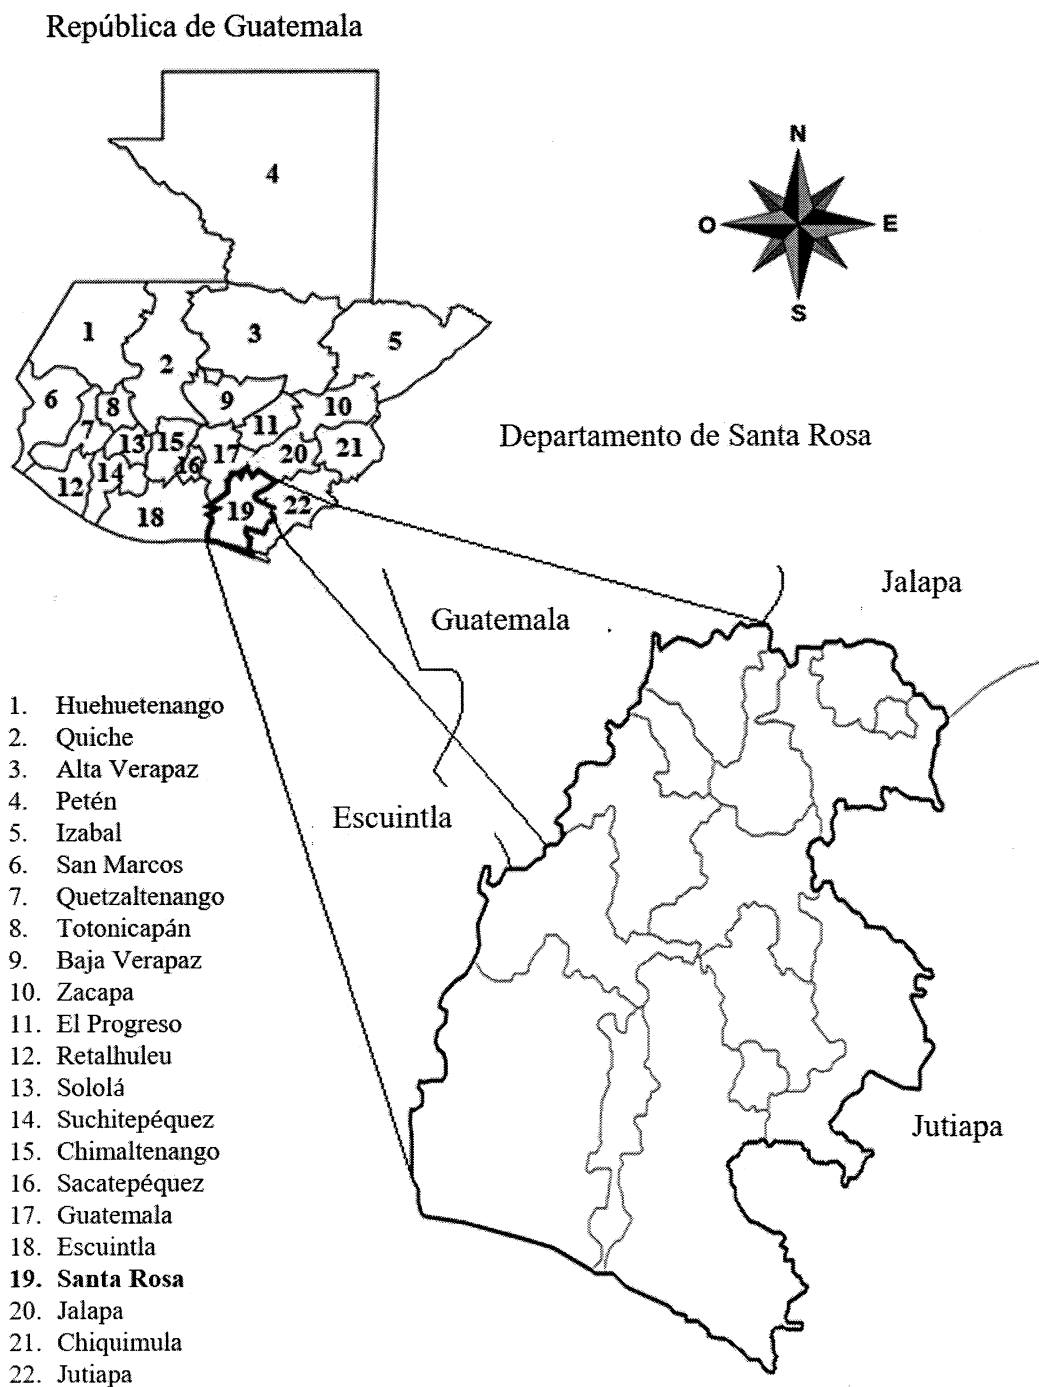 República de Guatemala
N
4
O
E
S
1
3
5
2
6
8
9
10
11
7
13
15
21
16
17
20
14
12
19
22
18
Departamento de Santa Rosa
Jalapa
Guatemala
Escuintla
Jutiapa
1. Huehuetenango
2. Quiche
3. Alta Verapaz
4. Petén
5. Izabal
6. San Marcos
7. Quetzaltenango
8. Totonicapán
9. Baja Verapaz
10. Zacapa
11. El Progreso
12. Retalhuleu
13. Sololá
14. Suchitepéquez
15. Chimaltenango
16. Sacatepéquez
17. Guatemala
18. Escuintla
19. Santa Rosa
20. Jalapa
21. Chiquimula
22. Jutiapa